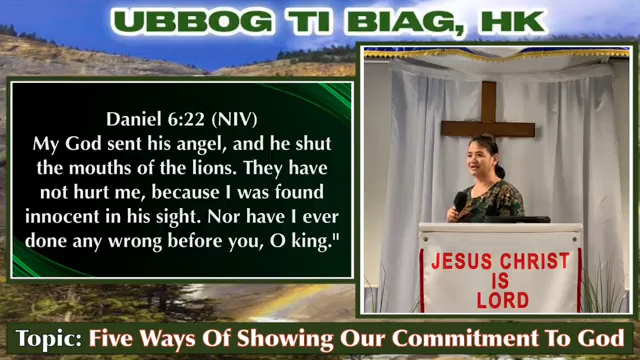 UBBOG TI BIAG, HK
Daniel 6:22 (NIV)
My God sent his angel, and he shut
the mouths of the lions. They have
not hurt me, because I was found
innocent in his sight. Nor have I ever
done any wrong before you, O king."
JESUS CHRIST
IS
LORD
Topic: Five Ways Of Showing Our Commitment To God